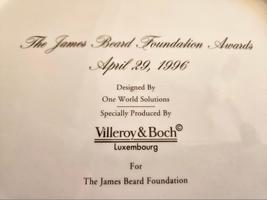 The James Beard Foundation Awards
April 29, 1996
Designed By
One World Solutions
Specially Produced By
Villeroy & Boch©
Luxembourg
For
The James Beard Foundation